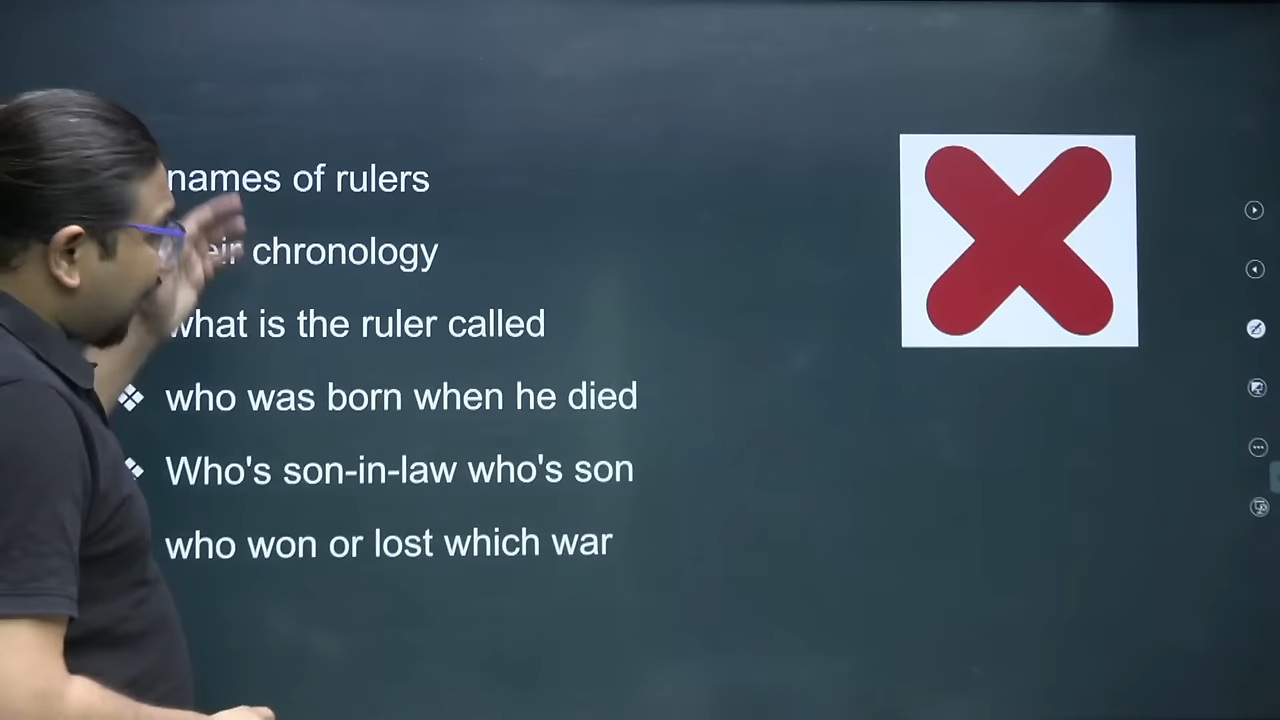 names of rulers
chronology
what is the ruler called
who was born when he died
Who's son-in-law who's son
who won or lost which war